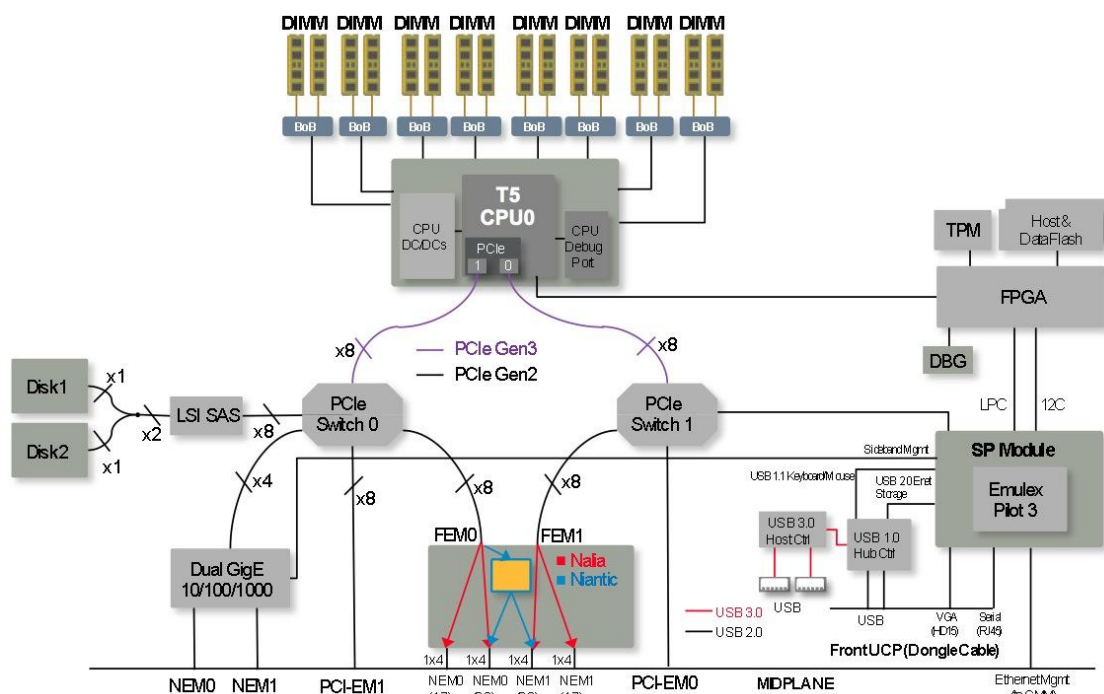 DIMM DIMM DIMM DIMM DIMM DIMM DIMM DIMM
BoB BoB BoB BoB BoB BoB BoB BoB
T5
CPU0
CPU
DC/DCs
PCIe
1 0
CPU
Debug
Port
TPM
Host &
DataFlash
FPGA
DBG
x8
PCIe Gen3
PCIe Gen2
x8
Disk1
x1
LSI SAS
x8
PCIe
Switch 0
PCIe
Switch 1
LPC
12C
Disk2
x1
x2
x4
x8
x8
x8
Sideband Mgmt
USB 1.1 Keyboard/Mouse
USB 2.0
Storage
SP Module
Emulex
Pilot 3
USB 3.0
Host Ctrl
USB 1.0
Hub Ctrl
FEM0
FEM1
Nalia
Niantic
Dual GigE
10/100/1000
USB
USB 3.0
USB 2.0
USB
VGA
(HD15)
Serial
(RJ45)
Front UCP (Dongle Cable)
1x4 1x4 1x4 1x4
NEM0 NEM1 PCI-EM1 NEM0 NEM0 NEM1 NEM1 PCI-EM0 MIDPLANE Ethernet Mgmt